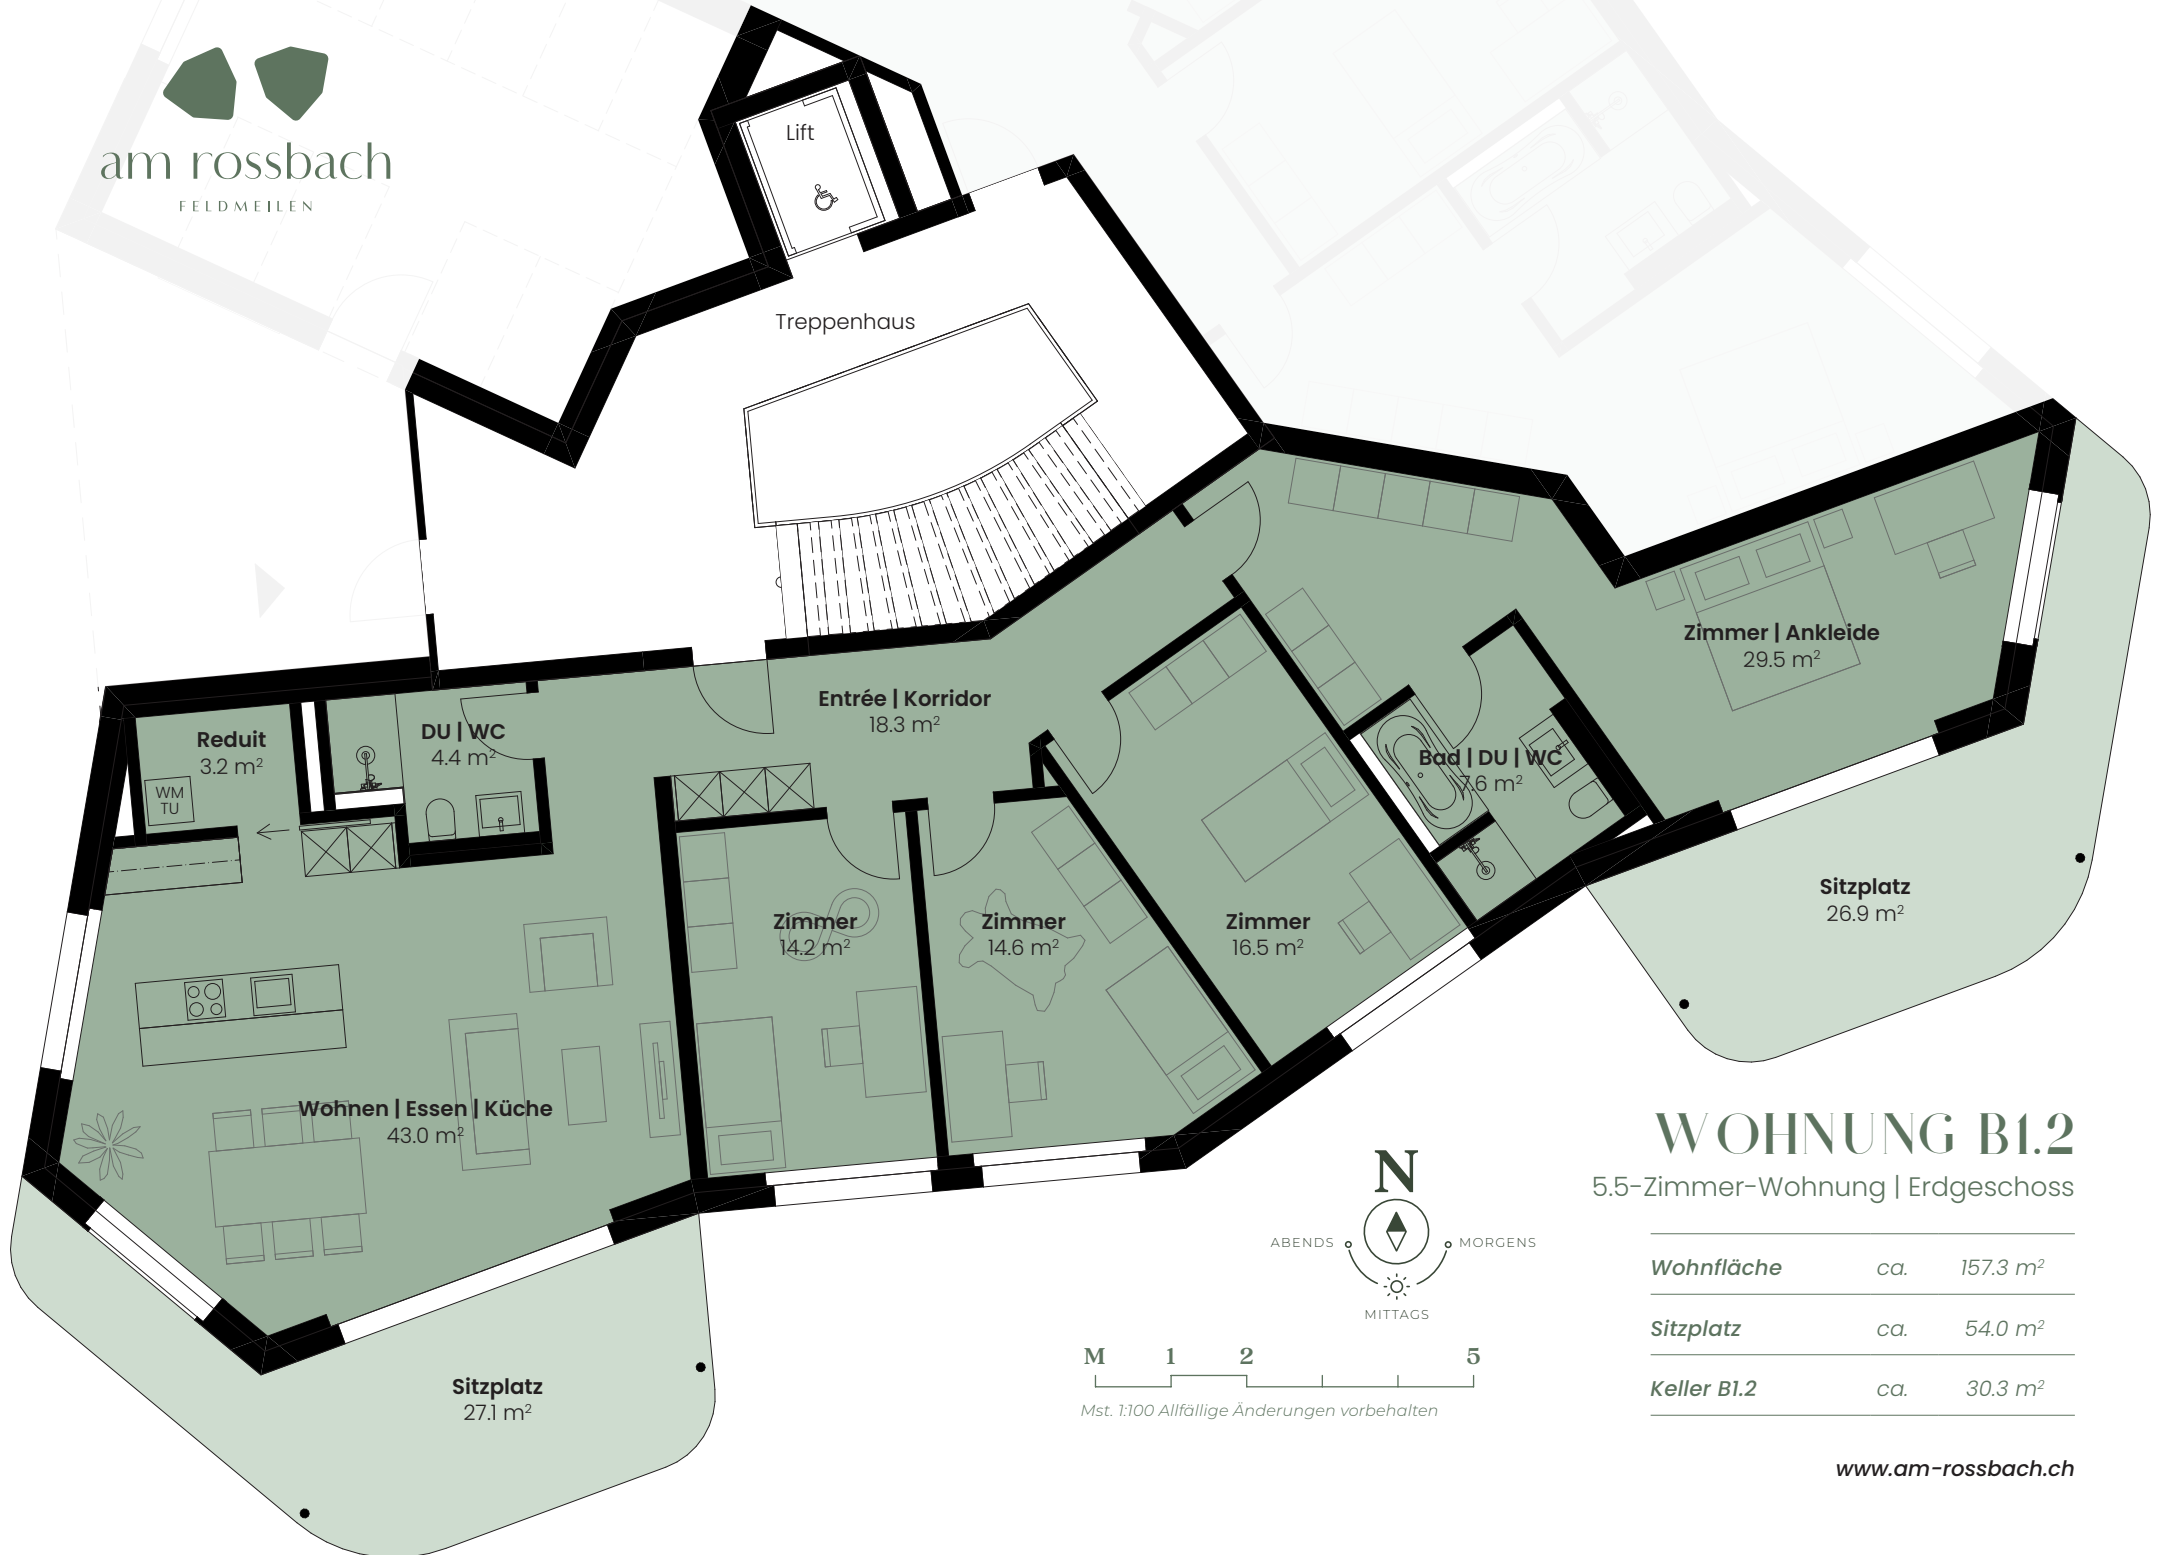 am rossbach
FELDMEILEN
Lift
Treppenhaus
Reduit
3.2 m²
WM
TU
DU | WC
4.4 m²
Entrée | Korridor
18.3 m²
Zimmer | Ankleide
29.5 m²
Bad | DU | WC
7.6 m²
Zimmer
14.2 m²
Zimmer
14.6 m²
Zimmer
16.5 m²
Sitzplatz
26.9 m²
Wohnen | Essen | Küche
43.0 m²
Sitzplatz
27.1 m²
N
ABENDS
MORGENS
MITTAGS
M 1 2 5
Mst. 1:100 Allfällige Änderungen vorbehalten
WOHNUNG B1.2
5.5-Zimmer-Wohnung | Erdgeschoss
Wohnfläche ca. 157.3 m²
Sitzplatz ca. 54.0 m²
Keller B1.2 ca. 30.3 m²
www.am-rossbach.ch